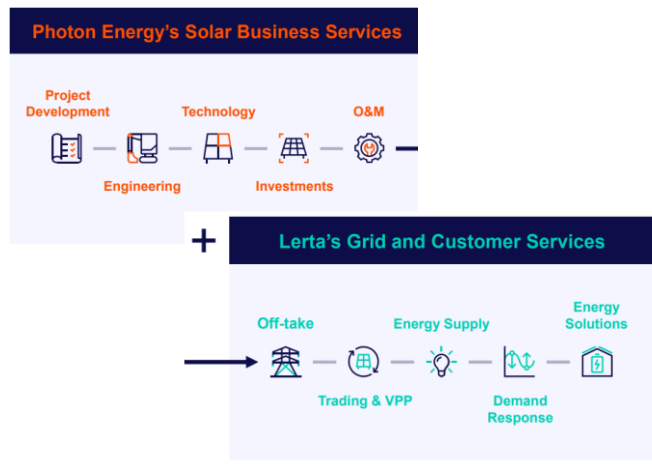 Photon Energy's Solar Business Services
Project
Development
Technology
O&M
Engineering
Investments
+
Lerta's Grid and Customer Services
Off-take
Energy Supply
Energy
Solutions
Trading & VPP
Demand
Response